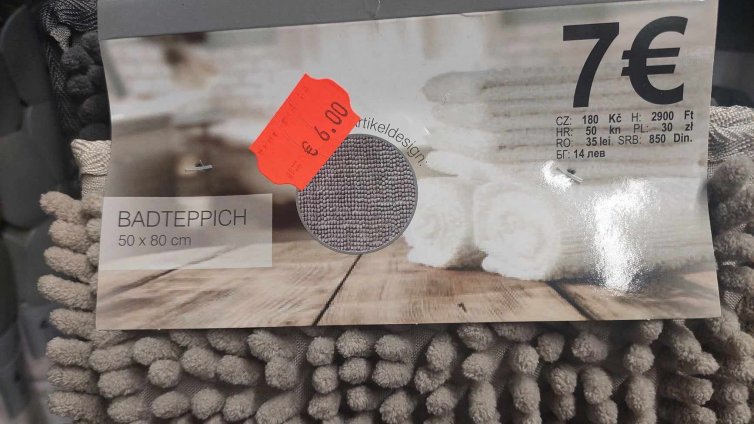 7€
CZ: 180 Kč H: 2900 Ft
HR: 50 kn PL: 30 zł
RO: 35 lei SRB: 850 Din.
БГ: 14 лев
€ 6.00
Artikeldesign:
BADTEPPICH
50 x 80 cm